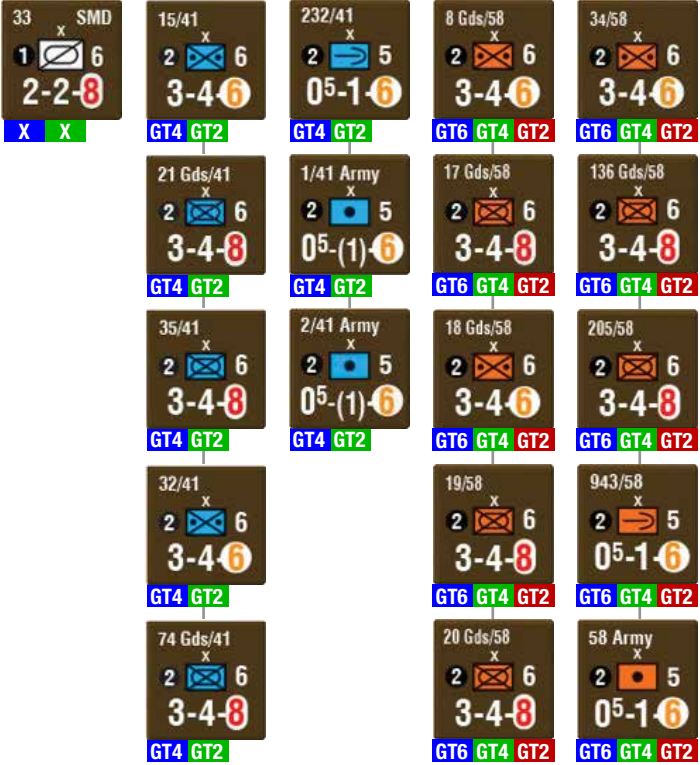 33 SMD
x
1 6
2-2-8
X X
15/41
x
2 6
3-4-6
GT4 GT2
232/41
x
2 5
0⁵-1-6
GT4 GT2
8 Gds/58
x
2 6
3-4-6
GT6 GT4 GT2
34/58
x
2 6
3-4-6
GT6 GT4 GT2
21 Gds/41
x
2 6
3-4-8
GT4 GT2
1/41 Army
x
2 5
0⁵-(1)-6
GT4 GT2
17 Gds/58
x
2 6
3-4-8
GT6 GT4 GT2
136 Gds/58
x
2 6
3-4-8
GT6 GT4 GT2
35/41
x
2 6
3-4-8
GT4 GT2
2/41 Army
x
2 5
0⁵-(1)-6
GT4 GT2
18 Gds/58
x
2 6
3-4-6
GT6 GT4 GT2
205/58
x
2 6
3-4-8
GT6 GT4 GT2
32/41
x
2 6
3-4-6
GT4 GT2
19/58
x
2 6
3-4-8
GT6 GT4 GT2
943/58
x
2 5
0⁵-1-6
GT6 GT4 GT2
74 Gds/41
x
2 6
3-4-8
GT4 GT2
20 Gds/58
x
2 6
3-4-8
GT6 GT4 GT2
58 Army
x
2 5
0⁵-1-6
GT6 GT4 GT2